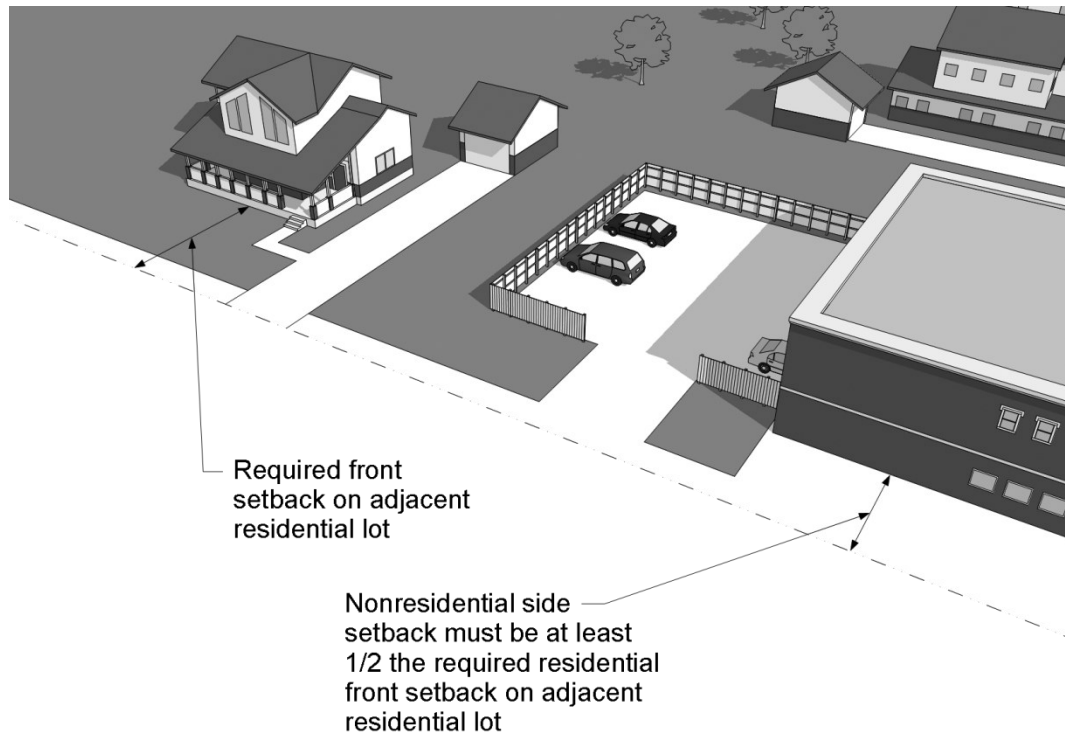 Required front
setback on adjacent
residential lot
Nonresidential side
setback must be at least
1/2 the required residential
front setback on adjacent
residential lot